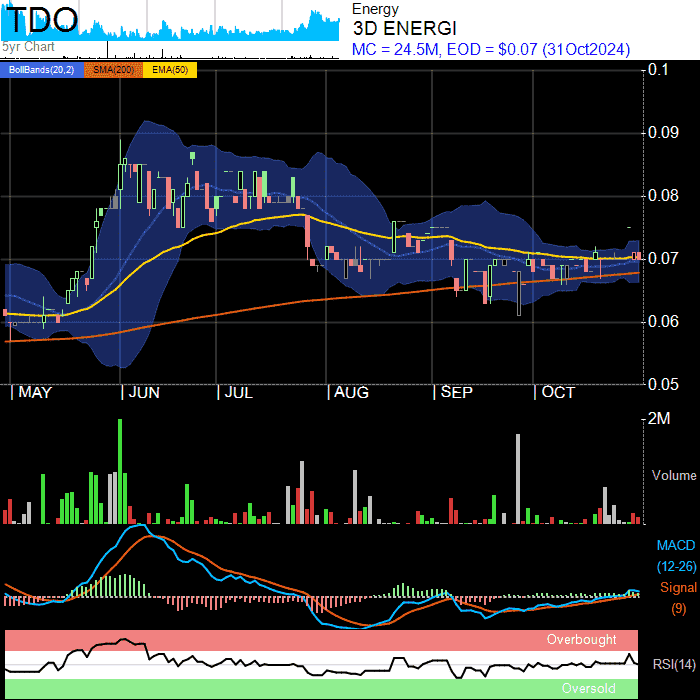 TDO
5yr Chart
Energy
3D ENERGI
MC = 24.5M, EOD = $0.07 (31Oct2024)
BollBands(20,2) SMA(200) EMA(50)
0.1
0.09
0.08
0.07
0.06
0.05
MAY JUN JUL AUG SEP OCT
2M
Volume
MACD
(12-26)
Signal
(9)
Overbought
RSI(14)
Oversold